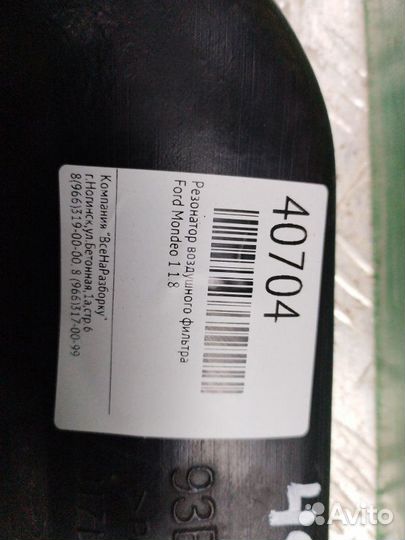 40704
Резонатор воздушного фильтра
Ford Mondeo 1 1.8
Компания "ВсеНаРазборку"
г.Ногинск,ул.Бетонная,1а,стр.6
8(966)319-00-00 8 (966)317-00-99
Avito